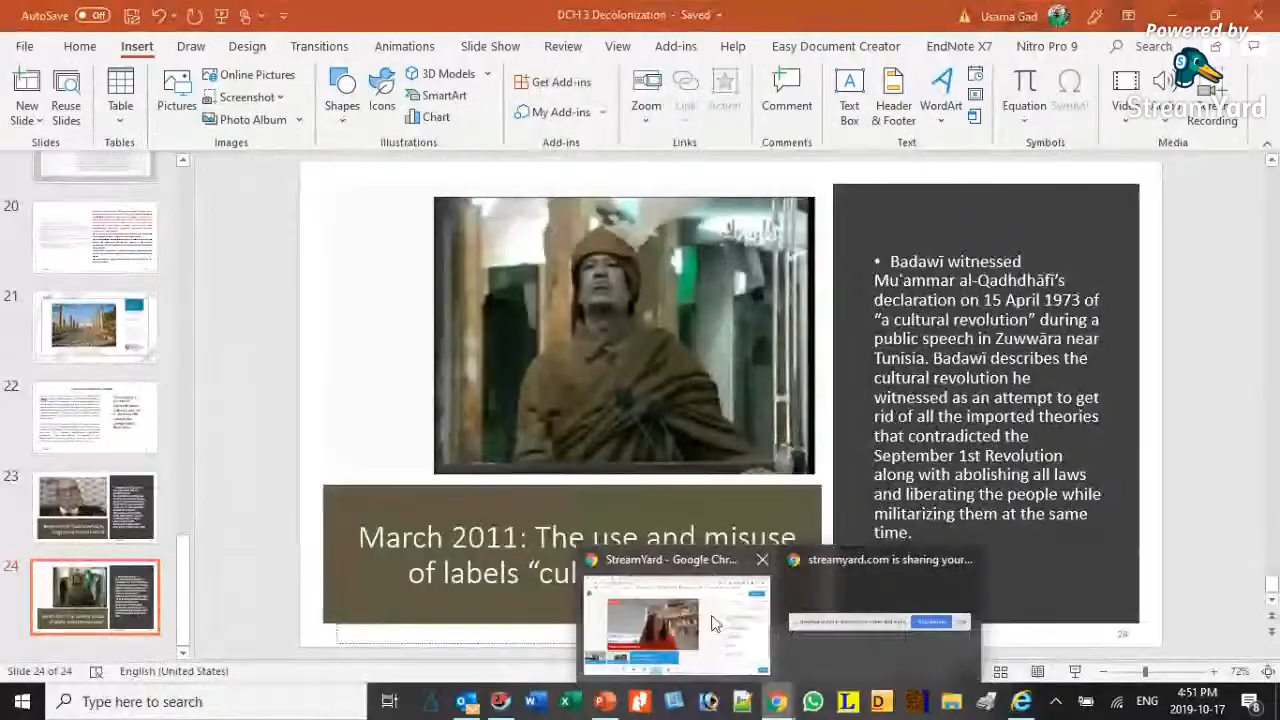 AutoSave Off
DCH 3 Decolonization - Saved
Usama Gad
Powered by
StreamYard
File Home Insert Draw Design Transitions Animations Slide Show Review View Add-ins Help Easy Document Creator EndNote X7 Nitro Pro 9 Search
New Slide
Reuse Slides
Table
Pictures
Online Pictures
Screenshot
Photo Album
Shapes
Icons
3D Models
SmartArt
Chart
Get Add-ins
My Add-ins
Zoom
Link
Comment
Text Box
Header & Footer
WordArt
Equation
Symbol
Recording
Slides Tables Images Illustrations Add-ins Links Comments Text Symbols Media
20
21
22
23
24
• Badawī witnessed
Mu'ammar al-Qadhdhāfī's
declaration on 15 April 1973 of
“a cultural revolution” during a
public speech in Zuwwāra near
Tunisia. Badawī describes the
cultural revolution he
witnessed as an attempt to get
rid of all the imported theories
that contradicted the
September 1st Revolution
along with abolishing all laws
and liberating the people while
militarizing them at the same
time.
March 2011: The use and misuse
of labels “cul
StreamYard - Google Chr...
streamyard.com is sharing your...
Slide 24 of 24
English (United States)
72%
Type here to search
ENG
4:51 PM
2019-10-17